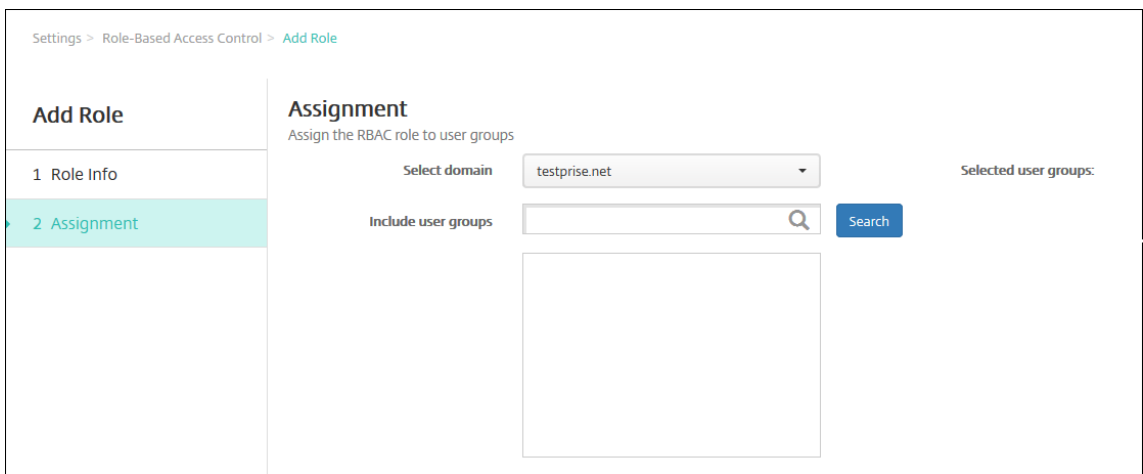 Settings > Role-Based Access Control > Add Role
Add Role
1 Role Info
2 Assignment
Assignment
Assign the RBAC role to user groups
Select domain
testprise.net
Selected user groups:
Include user groups
Search